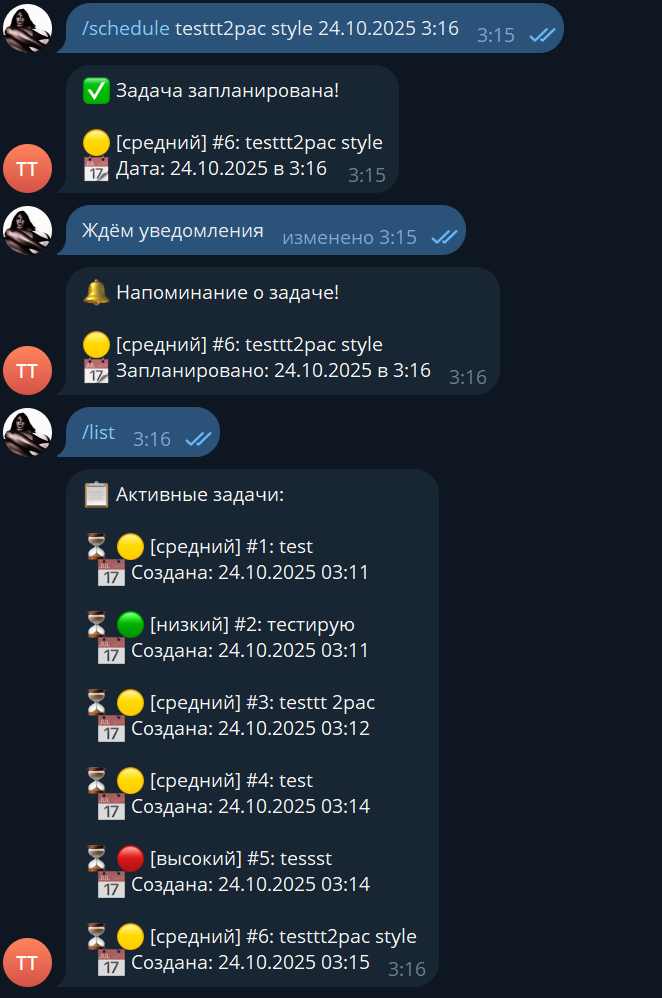 /schedule testtt2pac style 24.10.2025 3:16 3:15
✅ Задача запланирована!
🟡 [средний] #6: testtt2pac style
TT
📅 Дата: 24.10.2025 в 3:16 3:15
Ждём уведомления изменено 3:15
🔔 Напоминание о задаче!
🟡 [средний] #6: testtt2pac style
TT
📅 Запланировано: 24.10.2025 в 3:16 3:16
/list 3:16
📋 Активные задачи:
⏳ 🟡 [средний] #1: test
📅 Создана: 24.10.2025 03:11
⏳ 🟢 [низкий] #2: тестирую
📅 Создана: 24.10.2025 03:11
⏳ 🟡 [средний] #3: testtt 2pac
📅 Создана: 24.10.2025 03:12
⏳ 🟡 [средний] #4: test
📅 Создана: 24.10.2025 03:14
⏳ 🔴 [высокий] #5: tessst
📅 Создана: 24.10.2025 03:14
⏳ 🟡 [средний] #6: testtt2pac style
TT
📅 Создана: 24.10.2025 03:15 3:16